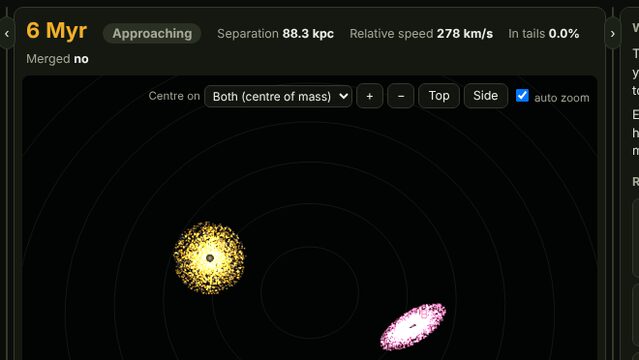 6 Myr Approaching Separation 88.3 kpc Relative speed 278 km/s In tails 0.0%
Merged no
Centre on Both (centre of mass) + − Top Side auto zoom